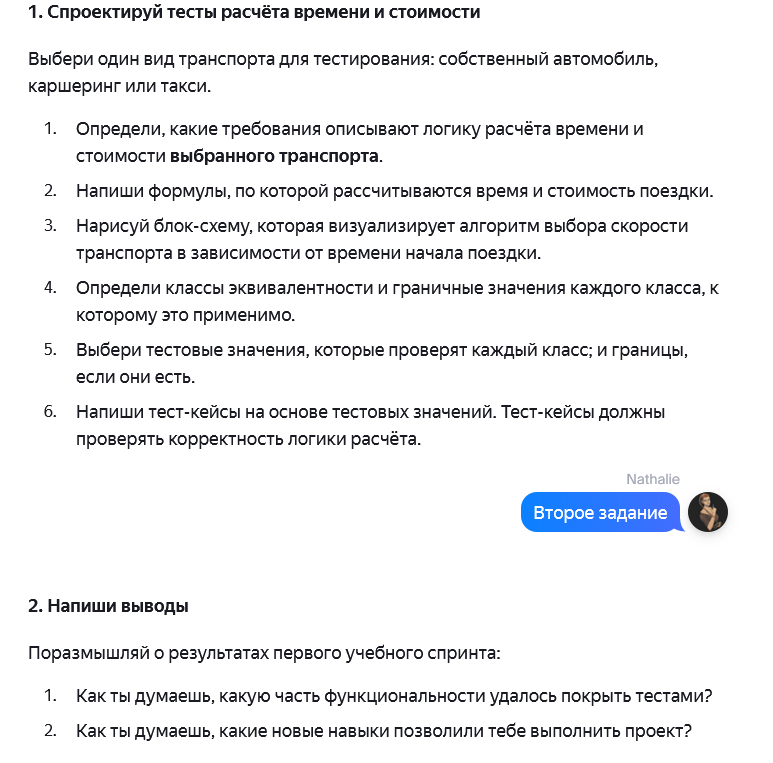 1. Спроектируй тесты расчёта времени и стоимости
Выбери один вид транспорта для тестирования: собственный автомобиль,
каршеринг или такси.
1. Определи, какие требования описывают логику расчёта времени и
стоимости выбранного транспорта.
2. Напиши формулы, по которой рассчитываются время и стоимость поездки.
3. Нарисуй блок-схему, которая визуализирует алгоритм выбора скорости
транспорта в зависимости от времени начала поездки.
4. Определи классы эквивалентности и граничные значения каждого класса, к
которому это применимо.
5. Выбери тестовые значения, которые проверят каждый класс; и границы,
если они есть.
6. Напиши тест-кейсы на основе тестовых значений. Тест-кейсы должны
проверять корректность логики расчёта.
Nathalie
Второе задание
2. Напиши выводы
Поразмышляй о результатах первого учебного спринта:
1. Как ты думаешь, какую часть функциональности удалось покрыть тестами?
2. Как ты думаешь, какие новые навыки позволили тебе выполнить проект?